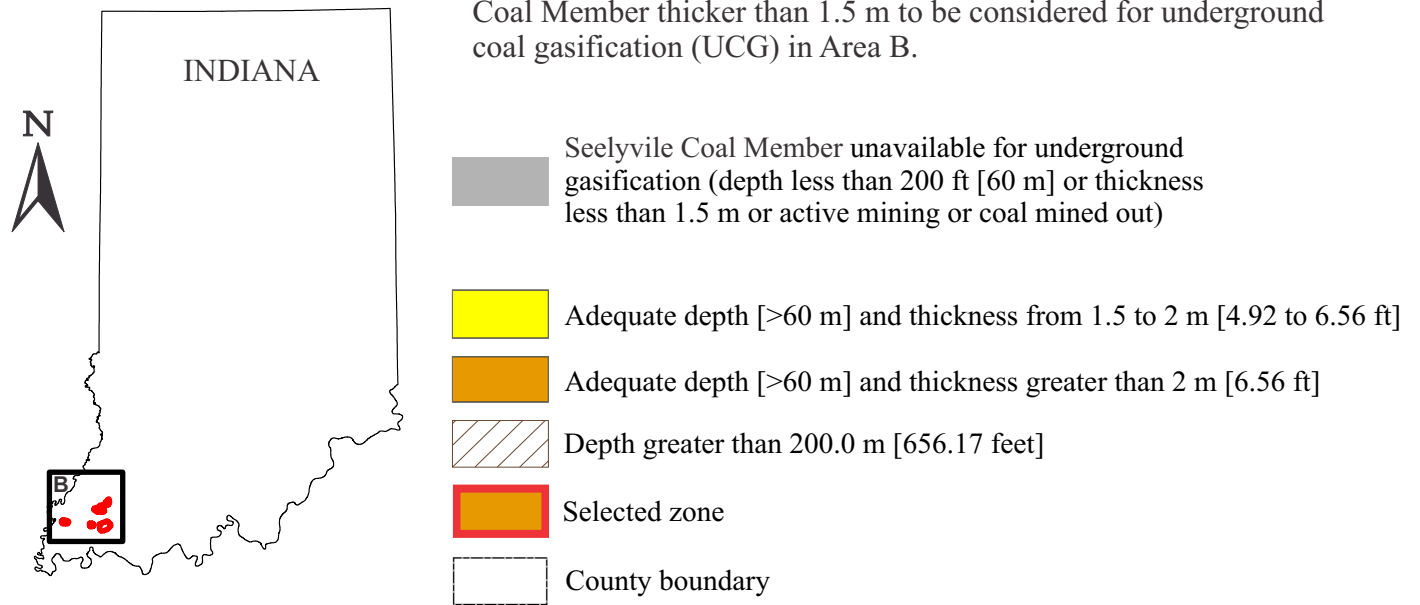 Coal Member thicker than 1.5 m to be considered for underground
coal gasification (UCG) in Area B.
INDIANA
N
Seelyvile Coal Member unavailable for underground
gasification (depth less than 200 ft [60 m] or thickness
less than 1.5 m or active mining or coal mined out)
Adequate depth [>60 m] and thickness from 1.5 to 2 m [4.92 to 6.56 ft]
Adequate depth [>60 m] and thickness greater than 2 m [6.56 ft]
Depth greater than 200.0 m [656.17 feet]
B
Selected zone
County boundary